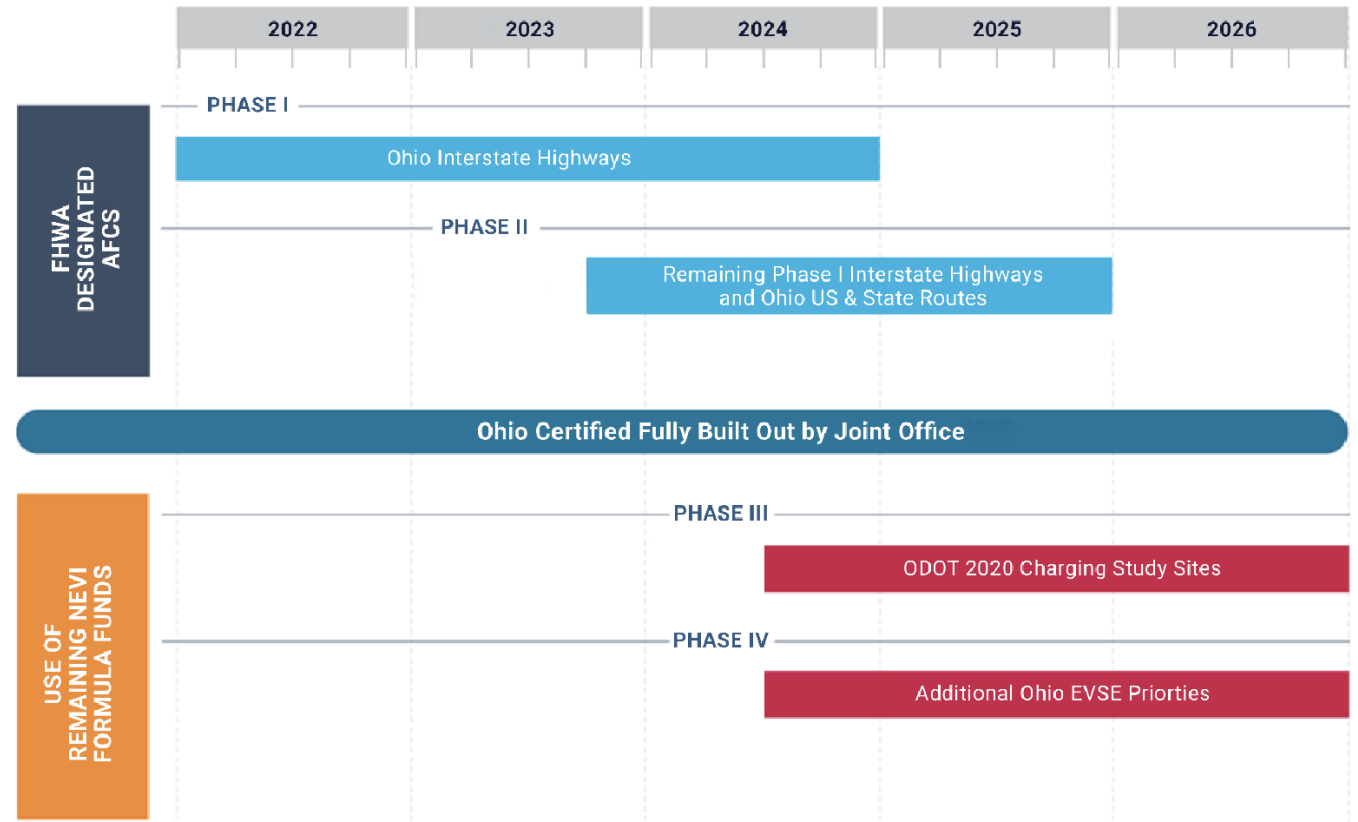 2022
2023
2024
2025
2026
FHWA
DESIGNATED
AFCS
PHASE I
Ohio Interstate Highways
PHASE II
Remaining Phase I Interstate Highways
and Ohio US & State Routes
Ohio Certified Fully Built Out by Joint Office
USE OF
REMAINING NEVI
FORMULA FUNDS
PHASE III
ODOT 2020 Charging Study Sites
PHASE IV
Additional Ohio EVSE Priorties